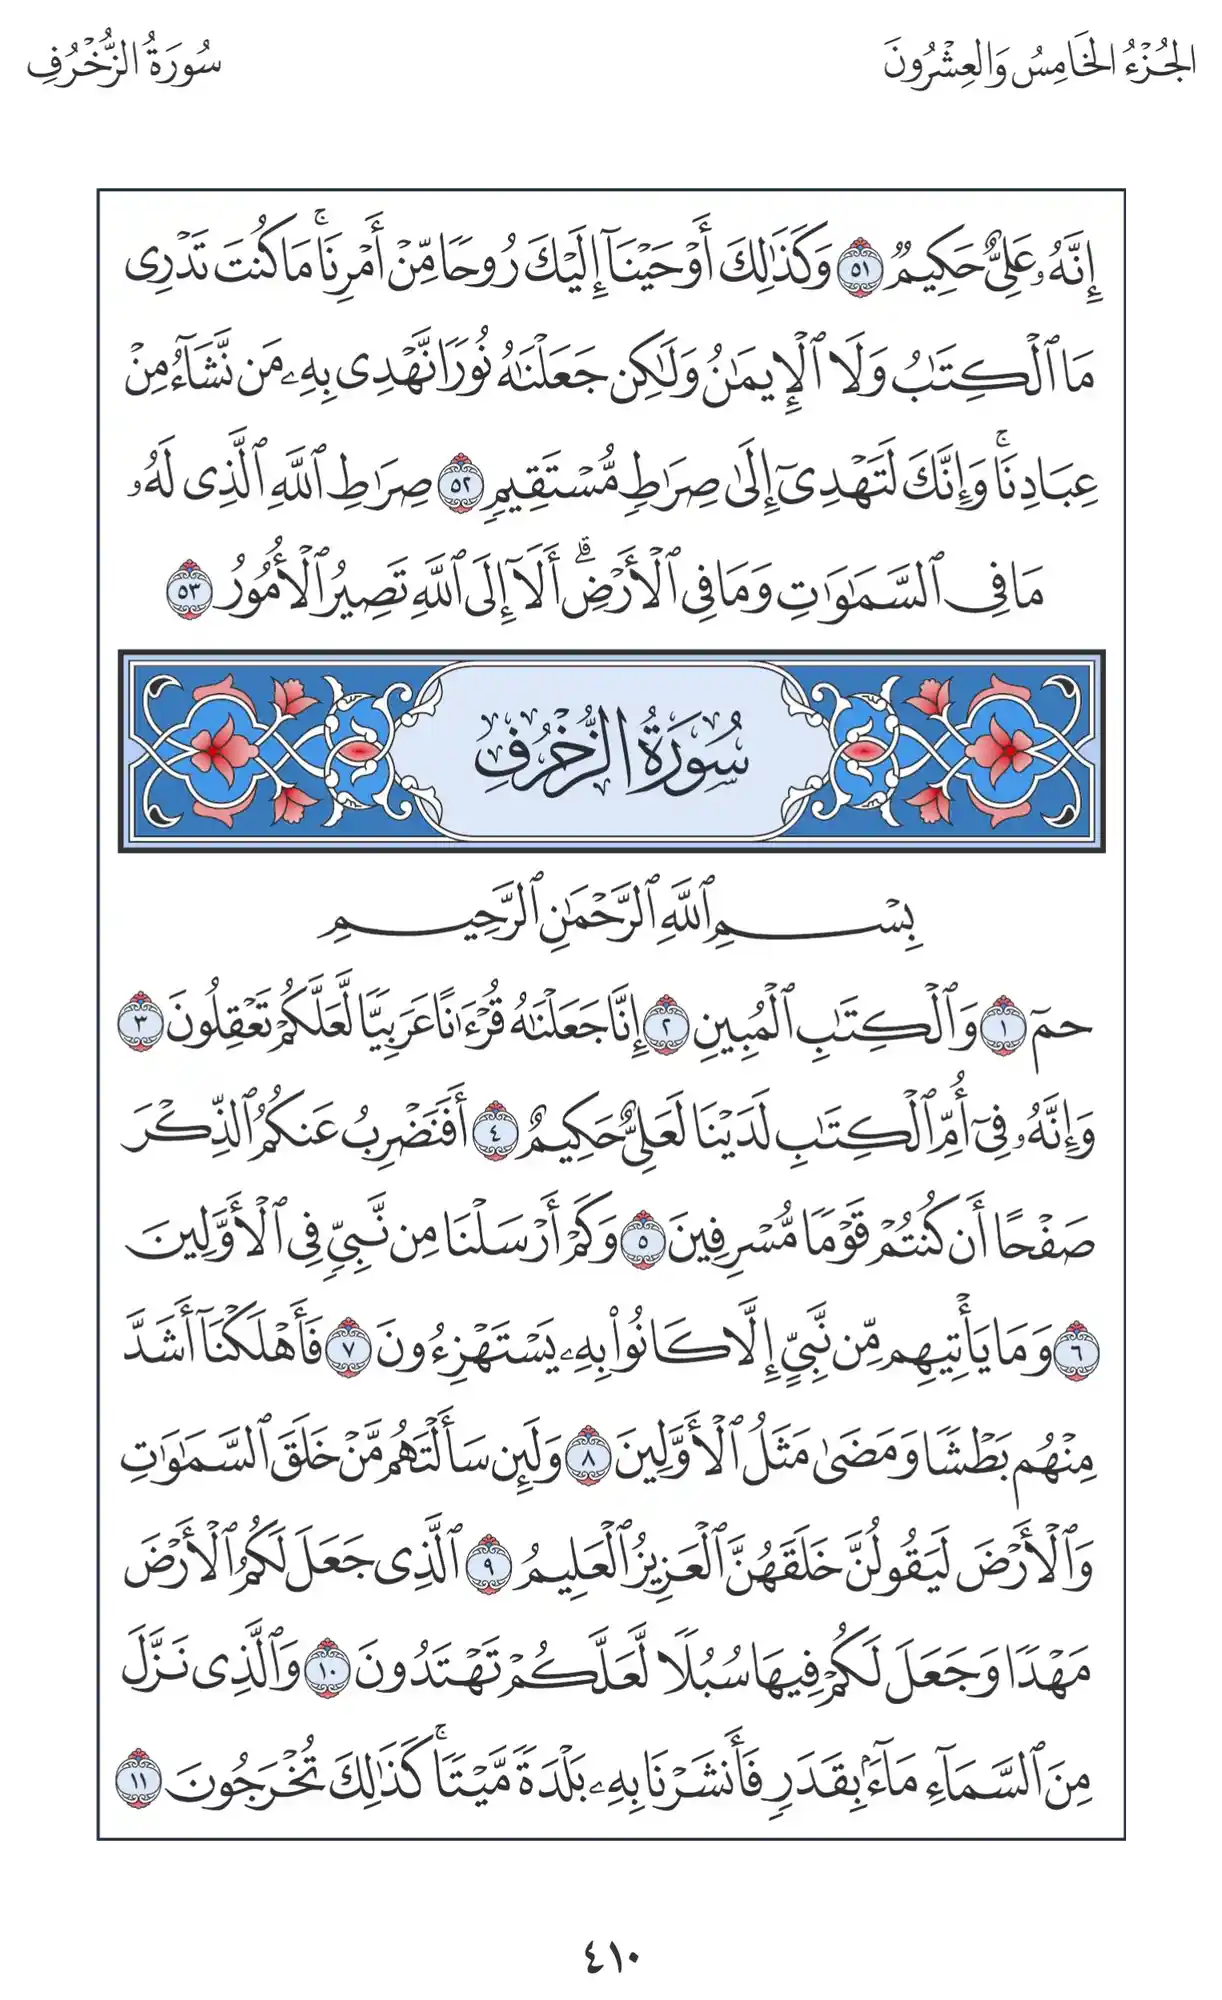 الجُزْءُ الخَامِسُ وَالعِشْرُونَ
سُورَةُ الزُّخْرُفِ
إِنَّهُۥ عَلِىٌّ حَكِيمٌ ٥١ وَكَذَٰلِكَ أَوْحَيْنَآ إِلَيْكَ رُوحًا مِّنْ أَمْرِنَاۚ مَا كُنتَ تَدْرِى
مَا ٱلْكِتَـٰبُ وَلَا ٱلْإِيمَـٰنُ وَلَـٰكِن جَعَلْنَـٰهُ نُورًا نَّهْدِى بِهِۦ مَن نَّشَآءُ مِنْ
عِبَادِنَاۚ وَإِنَّكَ لَتَهْدِىٓ إِلَىٰ صِرَٰطٍ مُّسْتَقِيمٍ ٥٢ صِرَٰطِ ٱللَّهِ ٱلَّذِى لَهُۥ
مَا فِى ٱلسَّمَـٰوَٰتِ وَمَا فِى ٱلْأَرْضِۗ أَلَآ إِلَى ٱللَّهِ تَصِيرُ ٱلْأُمُورُ ٥٣
سُورَةُ الزُّخْرُفِ
بِسْمِ ٱللَّهِ ٱلرَّحْمَـٰنِ ٱلرَّحِيمِ
حمٓ ١ وَٱلْكِتَـٰبِ ٱلْمُبِينِ ٢ إِنَّا جَعَلْنَـٰهُ قُرْءَٰنًا عَرَبِيًّا لَّعَلَّكُمْ تَعْقِلُونَ ٣
وَإِنَّهُۥ فِىٓ أُمِّ ٱلْكِتَـٰبِ لَدَيْنَا لَعَلِىٌّ حَكِيمٌ ٤ أَفَنَضْرِبُ عَنكُمُ ٱلذِّكْرَ
صَفْحًا أَن كُنتُمْ قَوْمًا مُّسْرِفِينَ ٥ وَكَمْ أَرْسَلْنَا مِن نَّبِىٍّ فِى ٱلْأَوَّلِينَ
٦ وَمَا يَأْتِيهِم مِّن نَّبِىٍّ إِلَّا كَانُوا۟ بِهِۦ يَسْتَهْزِءُونَ ٧ فَأَهْلَكْنَآ أَشَدَّ
مِنْهُم بَطْشًا وَمَضَىٰ مَثَلُ ٱلْأَوَّلِينَ ٨ وَلَئِن سَأَلْتَهُم مَّنْ خَلَقَ ٱلسَّمَـٰوَٰتِ
وَٱلْأَرْضَ لَيَقُولُنَّ خَلَقَهُنَّ ٱلْعَزِيزُ ٱلْعَلِيمُ ٩ ٱلَّذِى جَعَلَ لَكُمُ ٱلْأَرْضَ
مَهْدًا وَجَعَلَ لَكُمْ فِيهَا سُبُلًا لَّعَلَّكُمْ تَهْتَدُونَ ١٠ وَٱلَّذِى نَزَّلَ
مِنَ ٱلسَّمَآءِ مَآءًۢ بِقَدَرٍ فَأَنشَرْنَا بِهِۦ بَلْدَةً مَّيْتًاۚ كَذَٰلِكَ تُخْرَجُونَ ١١
٤١٠